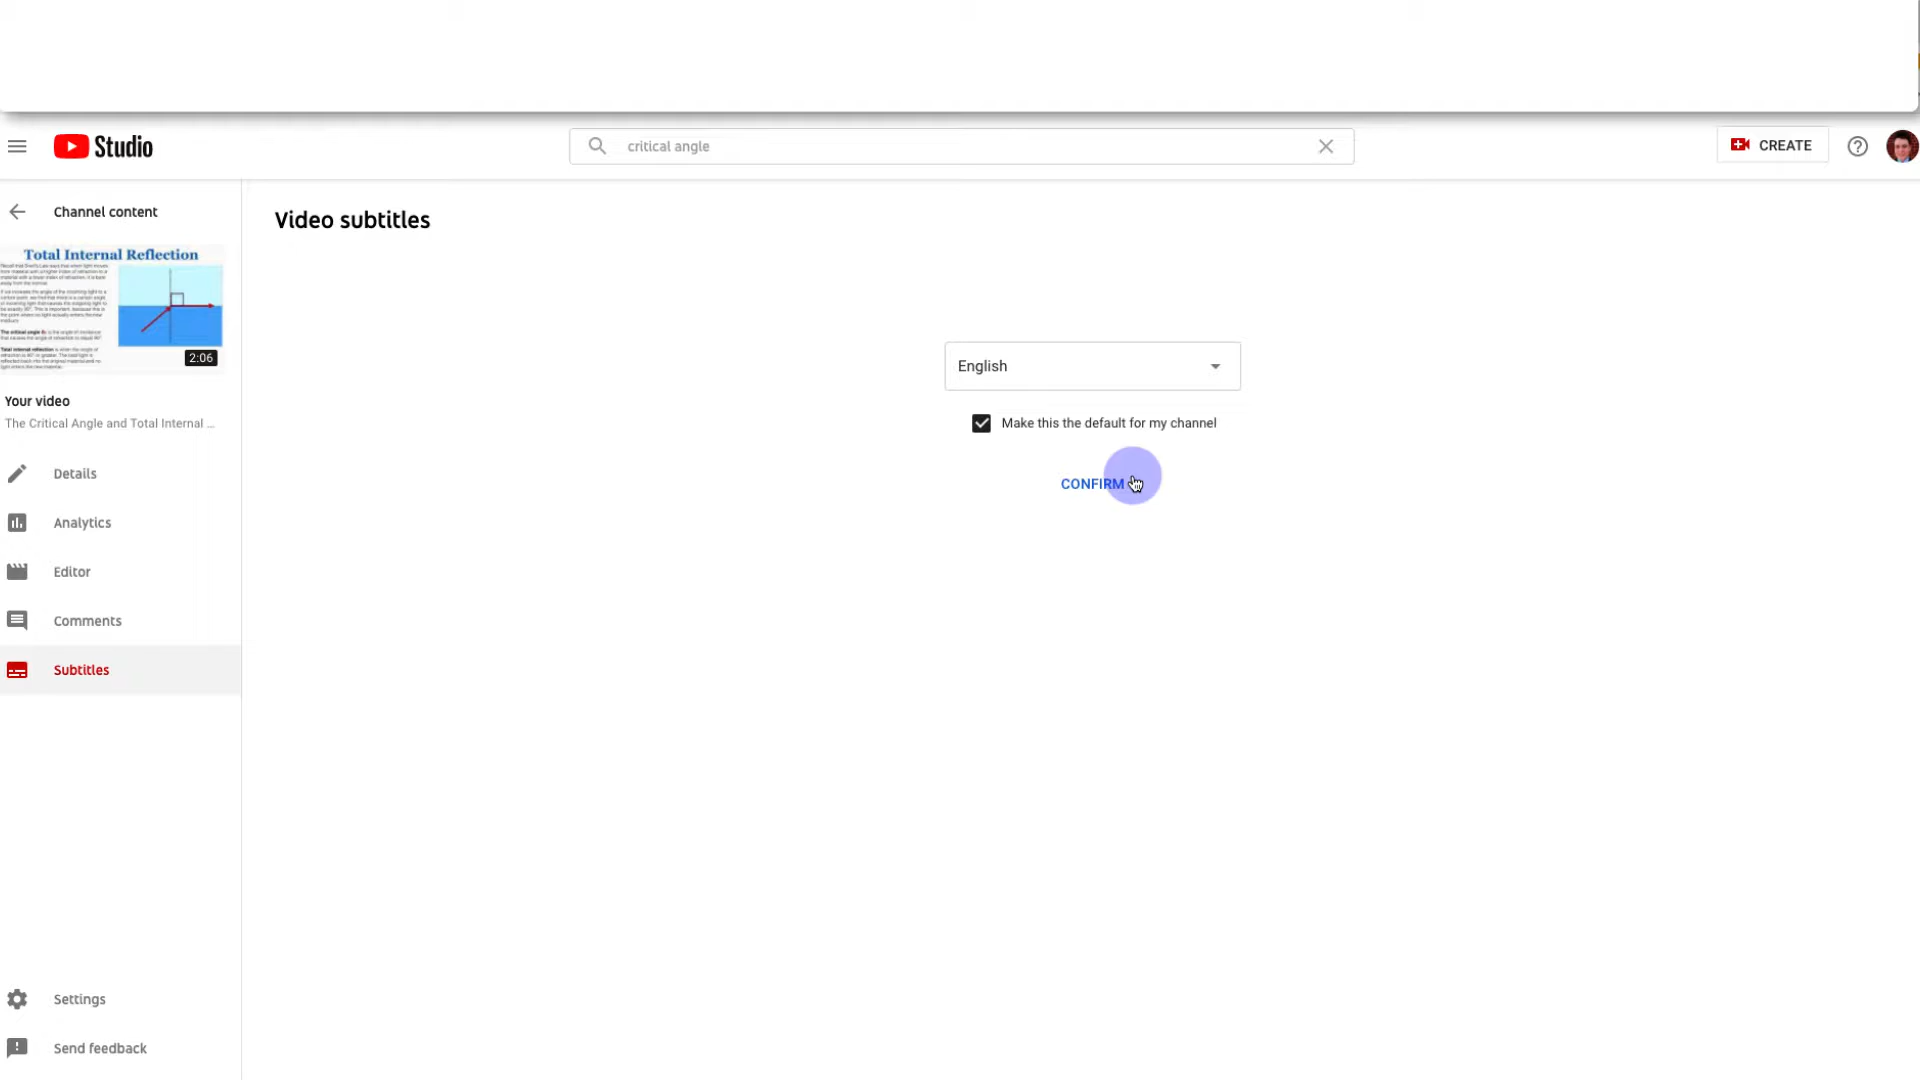 Studio
critical angle
CREATE
Channel content
Total Internal Reflection
2:06
Your video
The Critical Angle and Total Internal ...
Details
Analytics
Editor
Comments
Subtitles
Settings
Send feedback
Video subtitles
English
Make this the default for my channel
CONFIRM